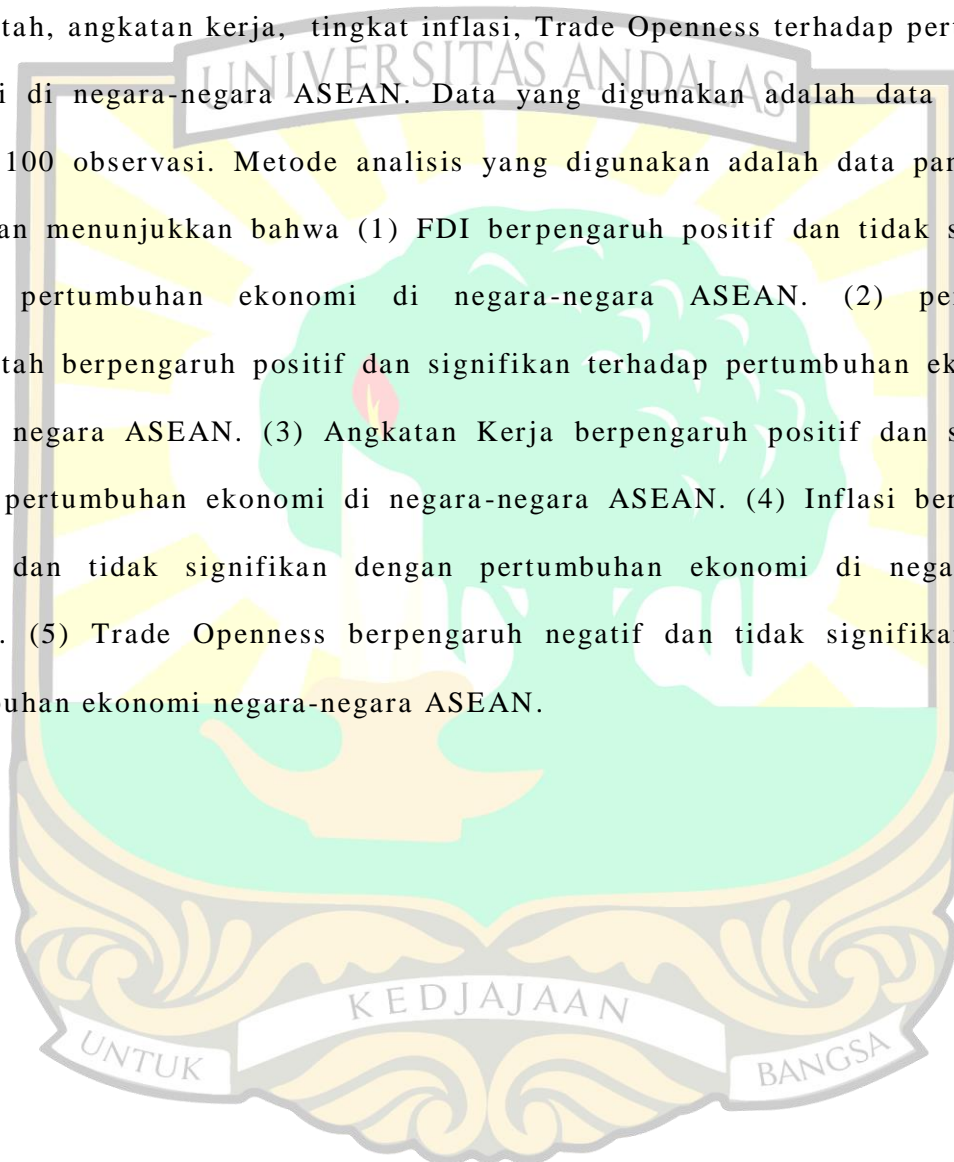 tah, angkatan kerja, tingkat inflasi, Trade Openness terhadap per
i di negara-negara ASEAN. Data yang digunakan adalah data
100 observasi. Metode analisis yang digunakan adalah data pa
an menunjukkan bahwa (1) FDI berpengaruh positif dan tidak s
pertumbuhan ekonomi di negara-negara ASEAN. (2) pe
tah berpengaruh positif dan signifikan terhadap pertumbuhan ek
negara ASEAN. (3) Angkatan Kerja berpengaruh positif dan s
pertumbuhan ekonomi di negara-negara ASEAN. (4) Inflasi ber
dan tidak signifikan dengan pertumbuhan ekonomi di nega
. (5) Trade Openness berpengaruh negatif dan tidak signifika
buhan ekonomi negara-negara ASEAN.
UNIVERSITAS ANDALAS
KEDJAJAAN
UNTUK BANGSA